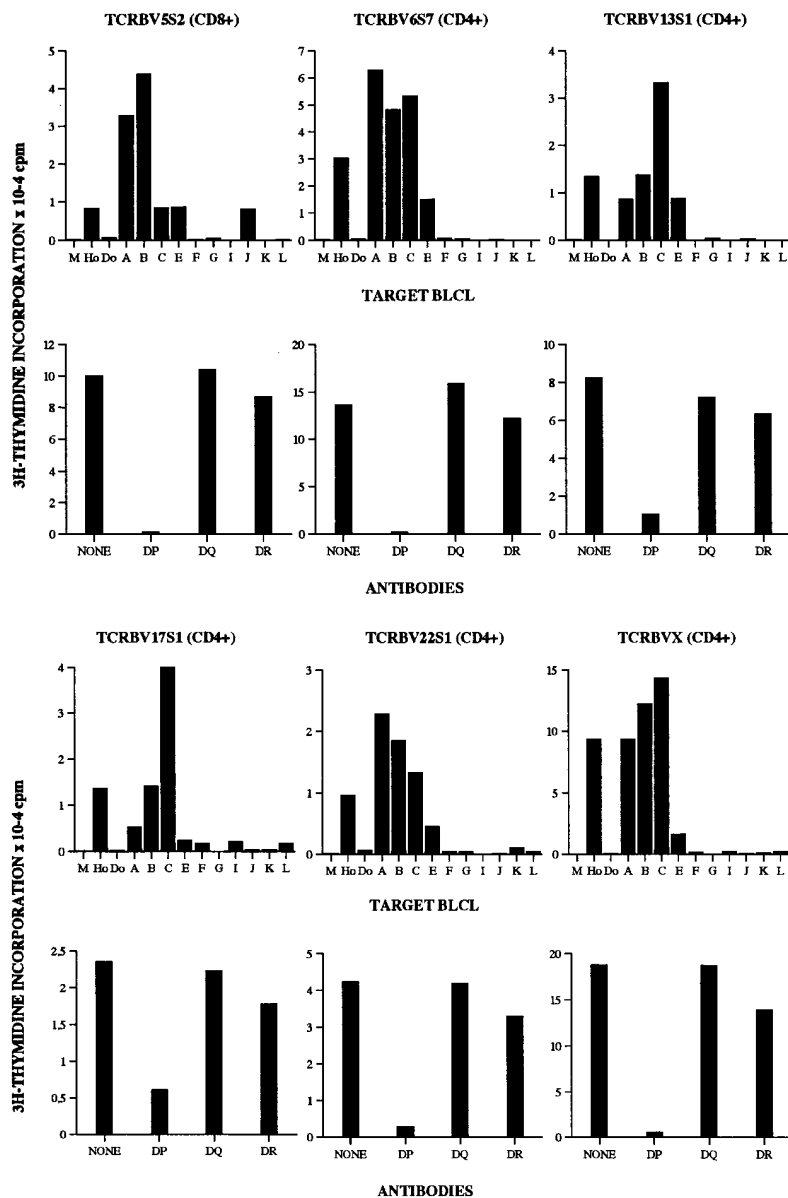 TCRBV5S2 (CD8+) TCRBV6S7 (CD4+) TCRBV13S1 (CD4+)
3H-THYMIDINE INCORPORATION x 10-4 cpm
5 7 4
4 6 3
3 5 2
2 4 1
1 3 0
0 2
1
0
M Ho Do A B C E F G I J K L M Ho Do A B C E F G I J K L M Ho Do A B C E F G I J K L
TARGET BLCL
12 20 10
10 15 8
8 10 6
6 5 4
4 0 2
2 0
0
NONE DP DQ DR NONE DP DQ DR NONE DP DQ DR
ANTIBODIES
TCRBV17S1 (CD4+) TCRBV22S1 (CD4+) TCRBVX (CD4+)
3H-THYMIDINE INCORPORATION x 10-4 cpm
4 3 15
3 2 10
2 1 5
1 0 0
0
M Ho Do A B C E F G I J K L M Ho Do A B C E F G I J K L M Ho Do A B C E F G I J K L
TARGET BLCL
2,5 5 20
2 4 15
1,5 3 10
1 2 5
0,5 1 0
0 0
NONE DP DQ DR NONE DP DQ DR NONE DP DQ DR
ANTIBODIES